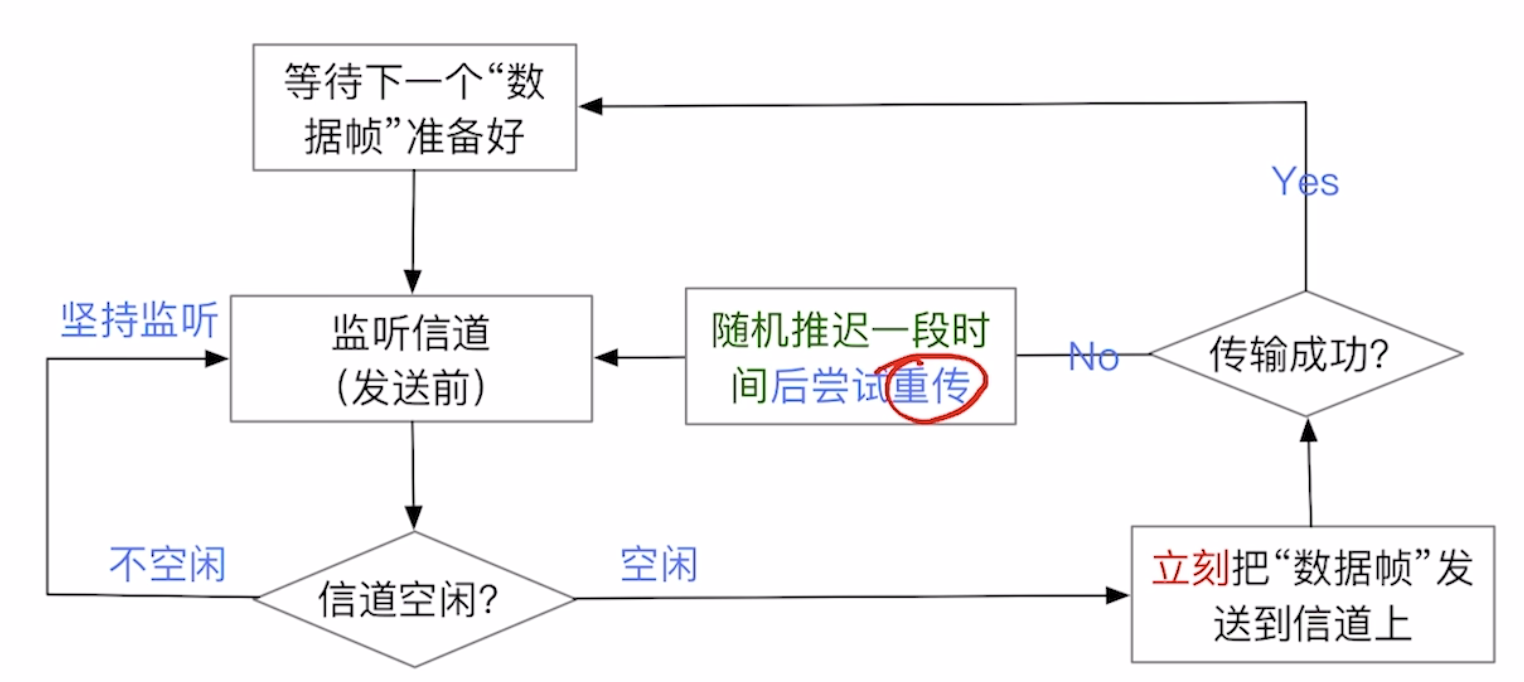 等待下一个“数
据帧”准备好
Yes
坚持监听
监听信道
（发送前）
随机推迟一段时
间后尝试重传
No
传输成功？
不空闲
信道空闲？
空闲
立刻把“数据帧”发
送到信道上